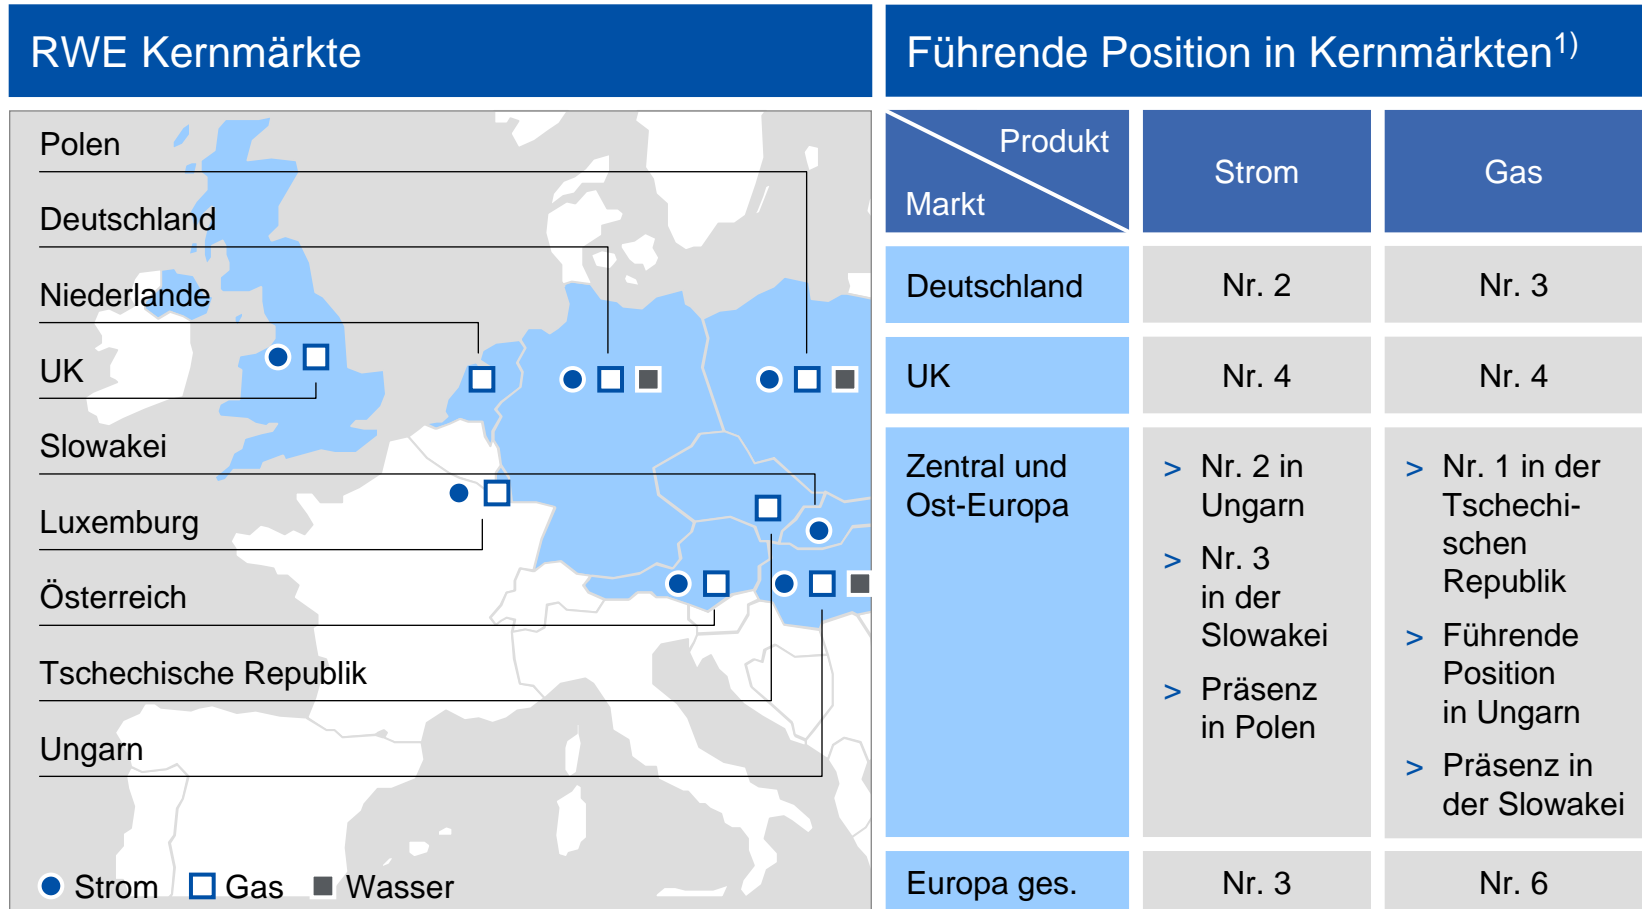 RWE Kernmärkte
Polen
Deutschland
Niederlande
UK
Slowakei
Luxemburg
Österreich
Tschechische Republik
Ungarn
Strom Gas Wasser
Führende Position in Kernmärkten1)
Produkt
Markt
Strom
Gas
Deutschland
Nr. 2
Nr. 3
UK
Nr. 4
Nr. 4
Zentral und
Ost-Europa
> Nr. 2 in
Ungarn
> Nr. 3
in der
Slowakei
> Präsenz
in Polen
> Nr. 1 in der
Tschechi-
schen
Republik
> Führende
Position
in Ungarn
> Präsenz in
der Slowakei
Europa ges.
Nr. 3
Nr. 6